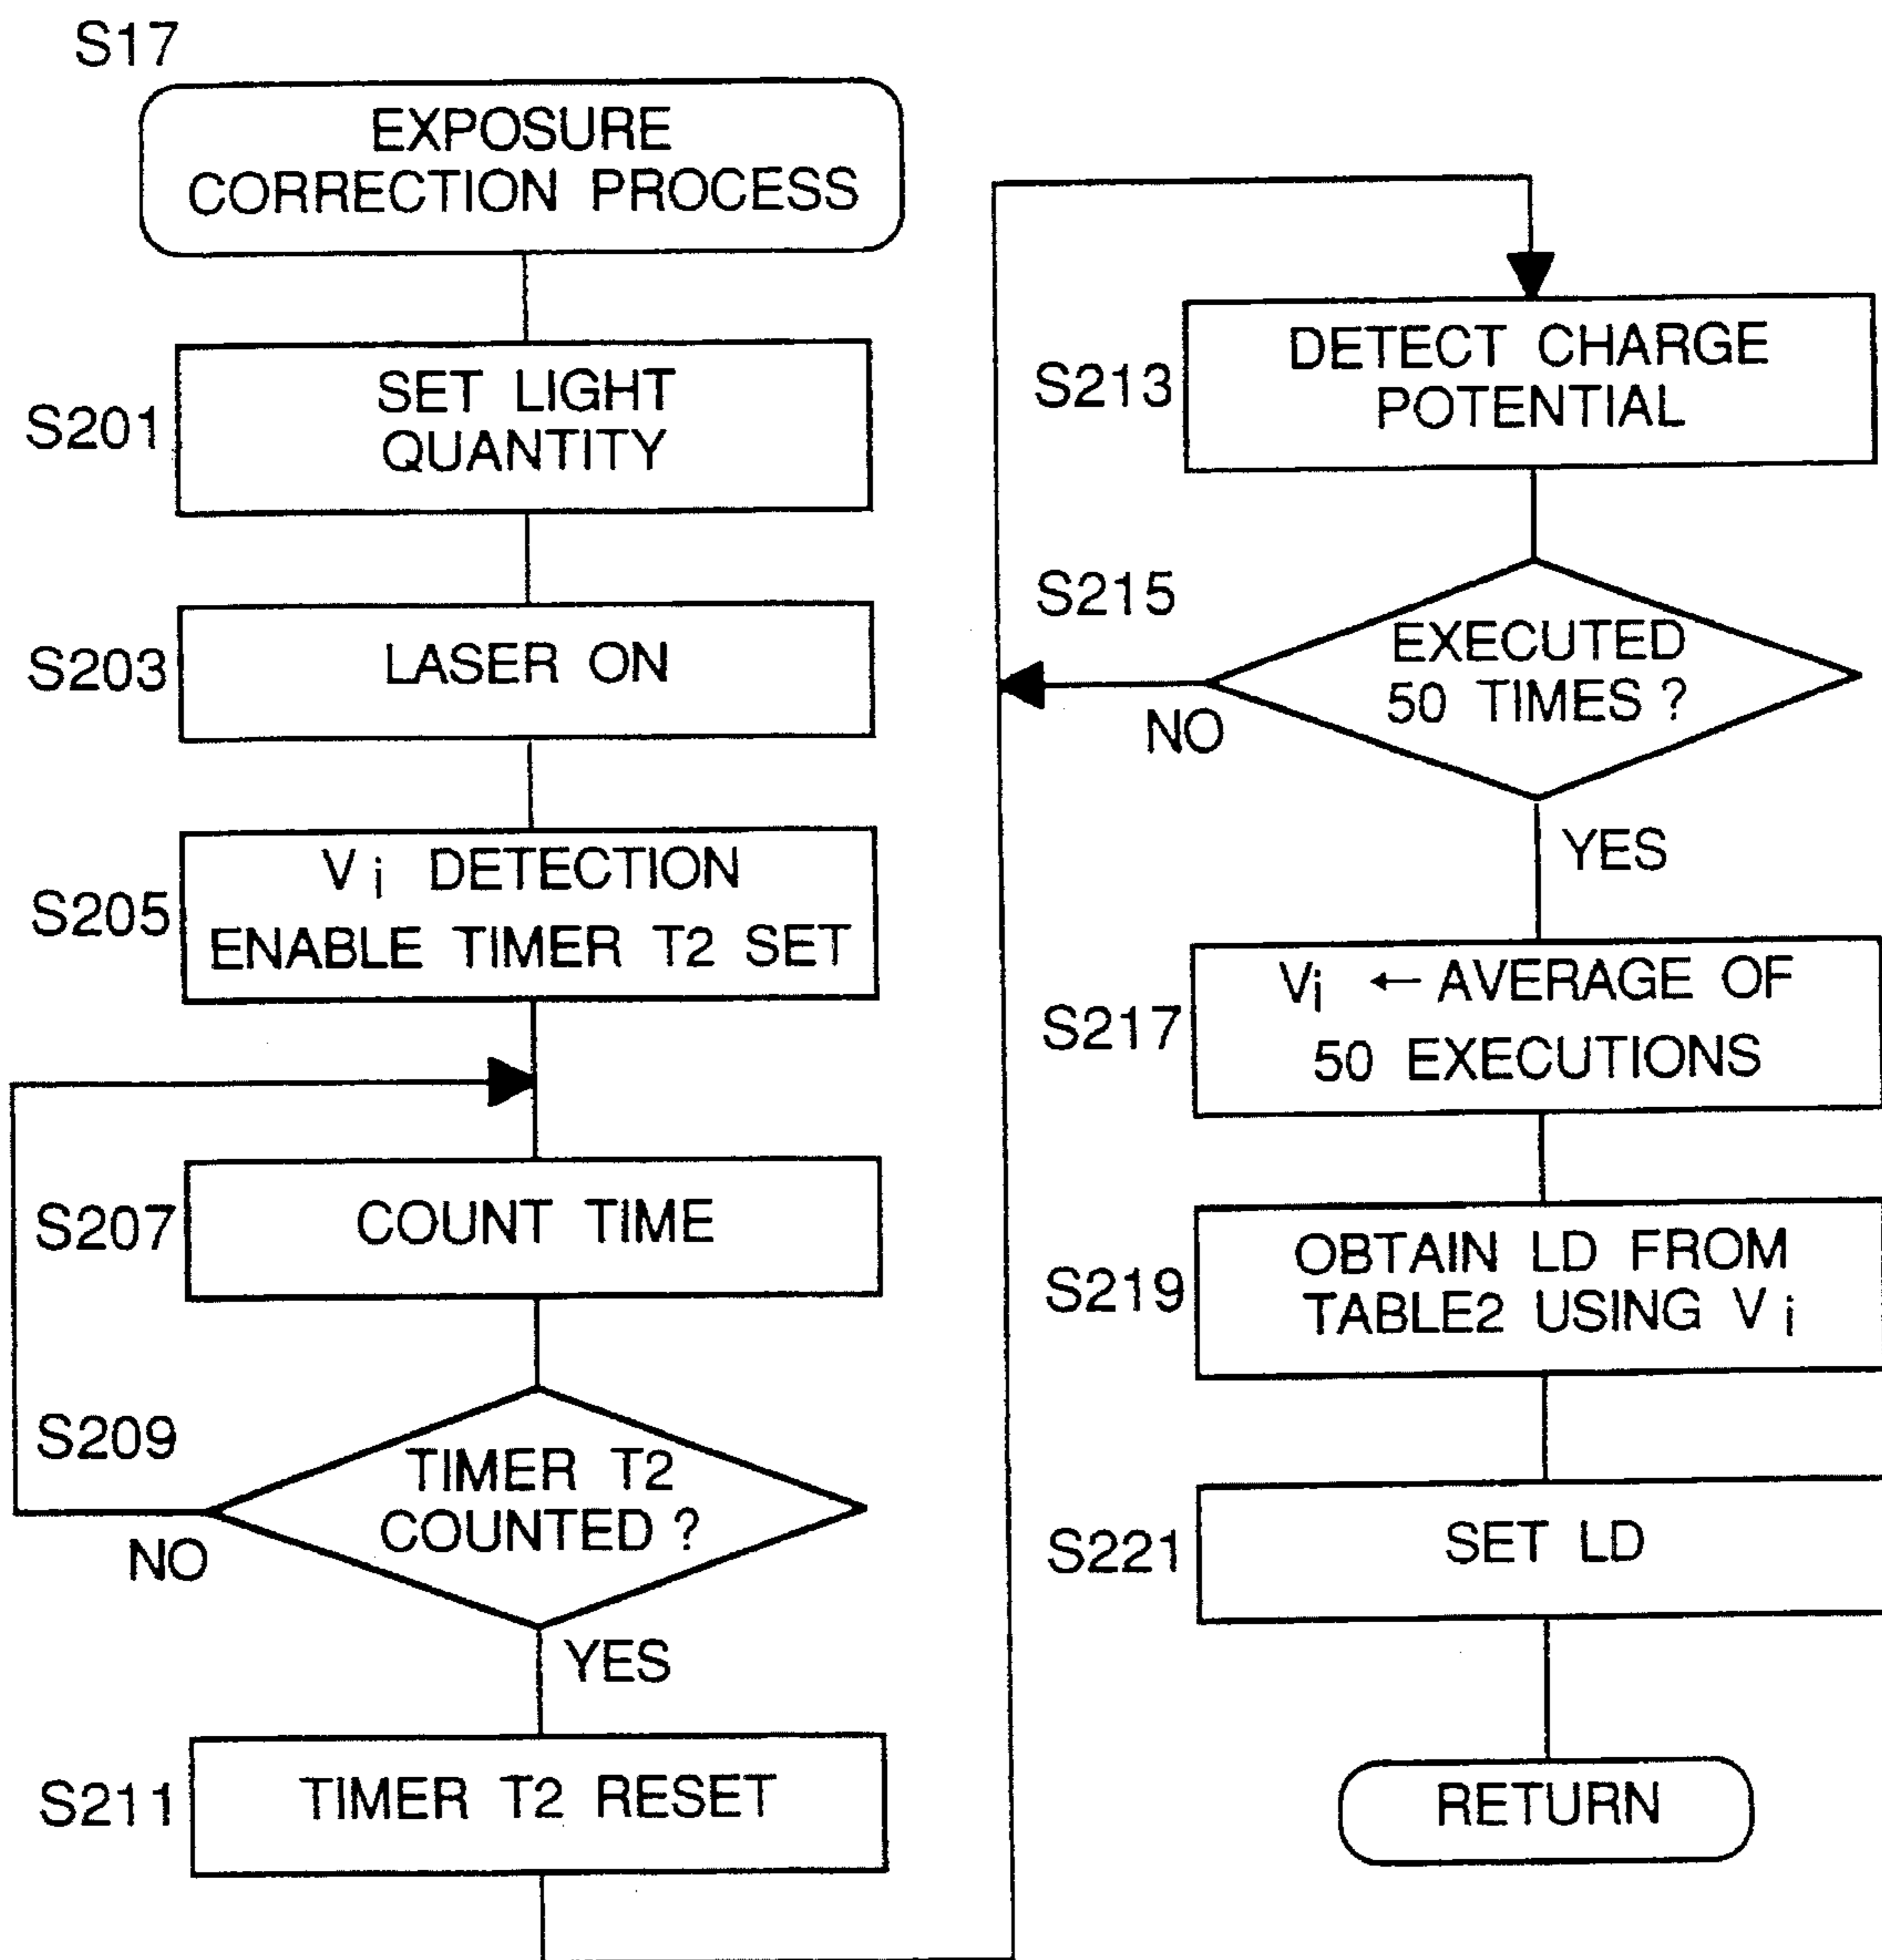 S17
EXPOSURE
CORRECTION PROCESS
S201
SET LIGHT
QUANTITY
S203
LASER ON
S205
Vi DETECTION
ENABLE TIMER T2 SET
S207
COUNT TIME
S209
TIMER T2
COUNTED ?
NO
YES
S211
TIMER T2 RESET
S213
DETECT CHARGE
POTENTIAL
S215
EXECUTED
50 TIMES ?
NO
YES
S217
Vi ← AVERAGE OF
50 EXECUTIONS
S219
OBTAIN LD FROM
TABLE2 USING Vi
S221
SET LD
RETURN